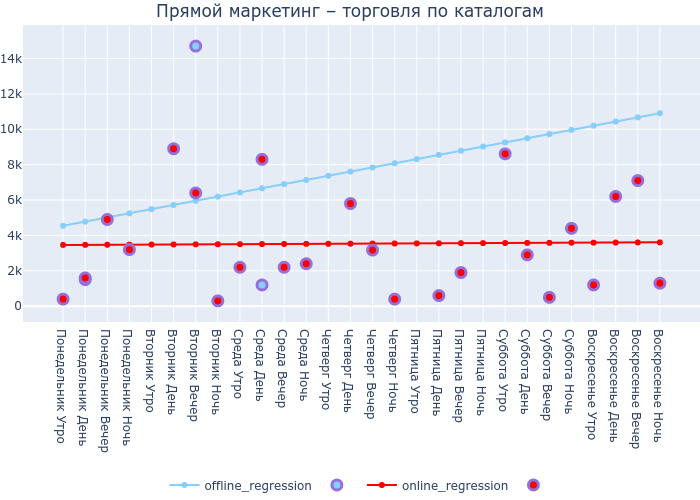 Прямой маркетинг – торговля по каталогам
14k
12k
10k
8k
6k
4k
2k
0
Понедельник Утро
Понедельник День
Понедельник Вечер
Понедельник Ночь
Вторник Утро
Вторник День
Вторник Вечер
Вторник Ночь
Среда Утро
Среда День
Среда Вечер
Среда Ночь
Четверг Утро
Четверг День
Четверг Вечер
Четверг Ночь
Пятница Утро
Пятница День
Пятница Вечер
Пятница Ночь
Суббота Утро
Суббота День
Суббота Вечер
Суббота Ночь
Воскресенье Утро
Воскресенье День
Воскресенье Вечер
Воскресенье Ночь
offline_regression
online_regression